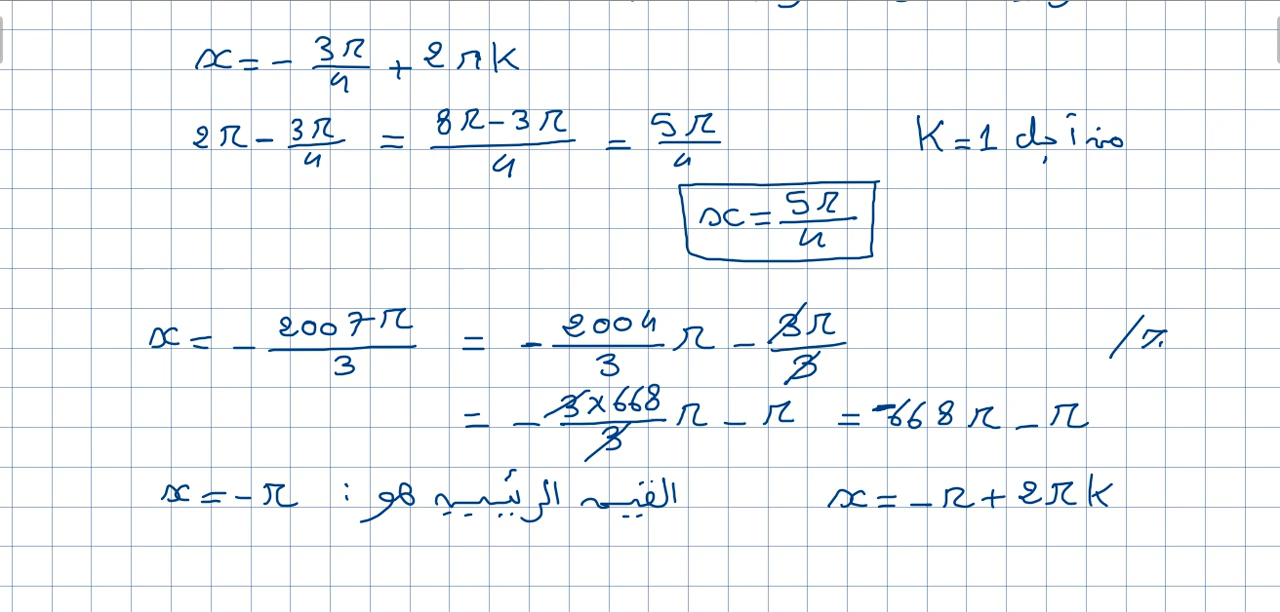 x = - 3π/4 + 2πk
2π - 3π/4 = (8π - 3π)/4 = 5π/4 من أجل K = 1
x = 5π/4
x = - 2007π/3 = - 2004/3 π - 3π/3
= - (3×668)/3 π - π = -668π - π
x = -π + 2πk القيمة الرئيسية هو : x = -π